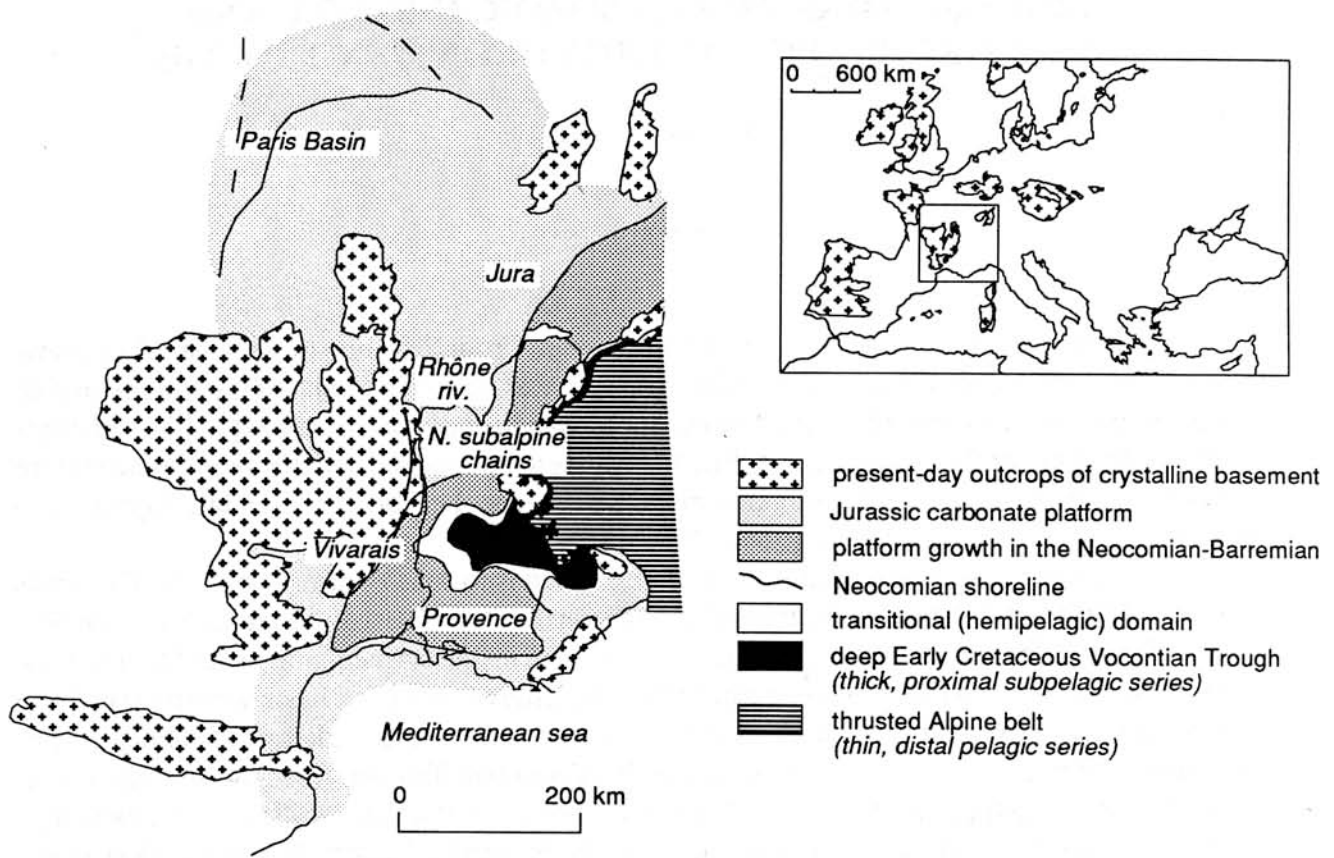 Paris Basin
Jura
Rhône
riv.
N. subalpine
chains
Vivarais
Provence
Mediterranean sea
0 200 km
0 600 km
present-day outcrops of crystalline basement
Jurassic carbonate platform
platform growth in the Neocomian-Barremian
Neocomian shoreline
transitional (hemipelagic) domain
deep Early Cretaceous Vocontian Trough
(thick, proximal subpelagic series)
thrusted Alpine belt
(thin, distal pelagic series)